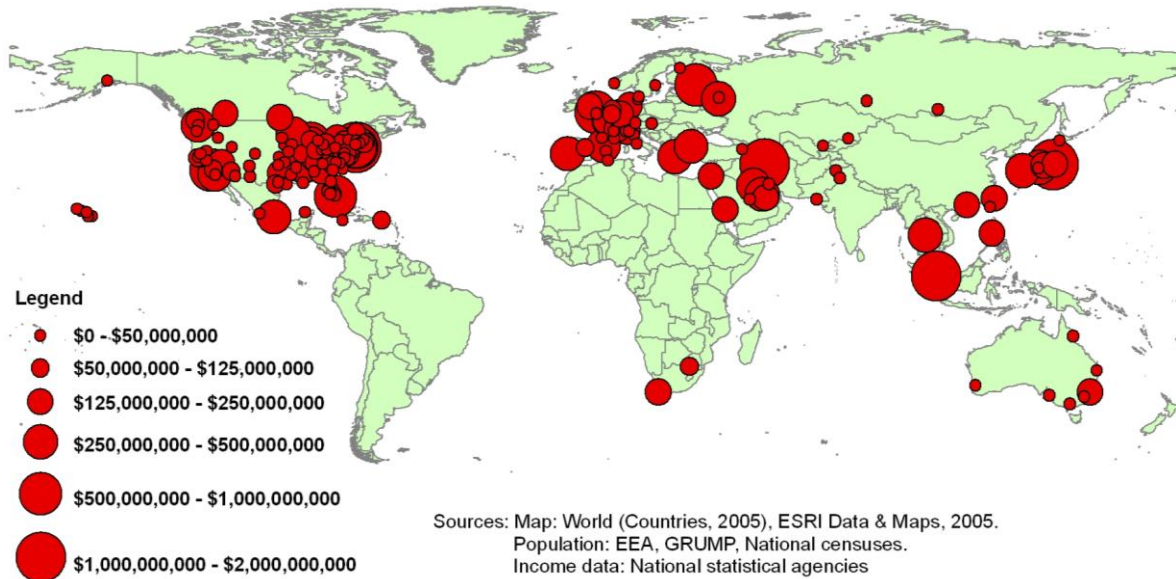 Legend
$0 - $50,000,000
$50,000,000 - $125,000,000
$125,000,000 - $250,000,000
$250,000,000 - $500,000,000
$500,000,000 - $1,000,000,000
$1,000,000,000 - $2,000,000,000
Sources: Map: World (Countries, 2005), ESRI Data & Maps, 2005.
Population: EEA, GRUMP, National censuses.
Income data: National statistical agencies